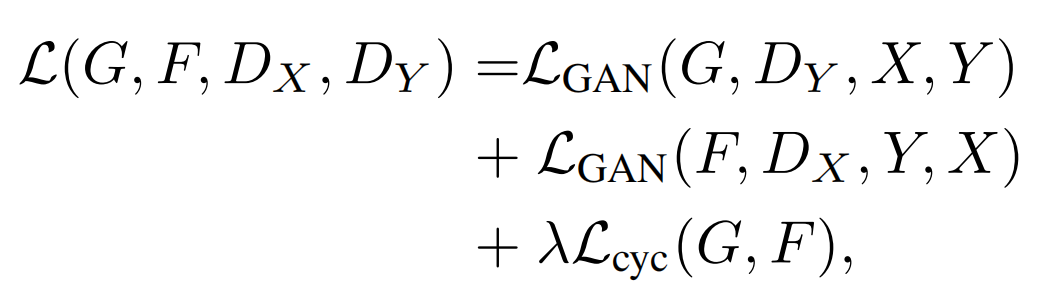 ℒ(G, F, D_X, D_Y) =ℒ_GAN(G, D_Y, X, Y)
+ ℒ_GAN(F, D_X, Y, X)
+ λℒ_cyc(G, F),